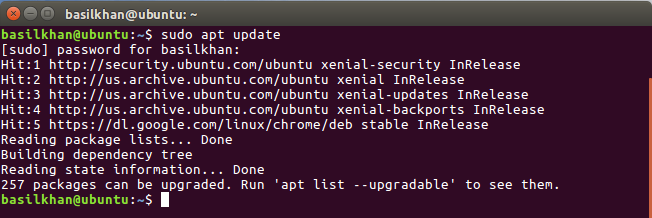 basilkhan@ubuntu: ~
basilkhan@ubuntu:~$ sudo apt update
[sudo] password for basilkhan:
Hit:1 http://security.ubuntu.com/ubuntu xenial-security InRelease
Hit:2 http://us.archive.ubuntu.com/ubuntu xenial InRelease
Hit:3 http://us.archive.ubuntu.com/ubuntu xenial-updates InRelease
Hit:4 http://us.archive.ubuntu.com/ubuntu xenial-backports InRelease
Hit:5 https://dl.google.com/linux/chrome/deb stable InRelease
Reading package lists... Done
Building dependency tree
Reading state information... Done
257 packages can be upgraded. Run 'apt list --upgradable' to see them.
basilkhan@ubuntu:~$